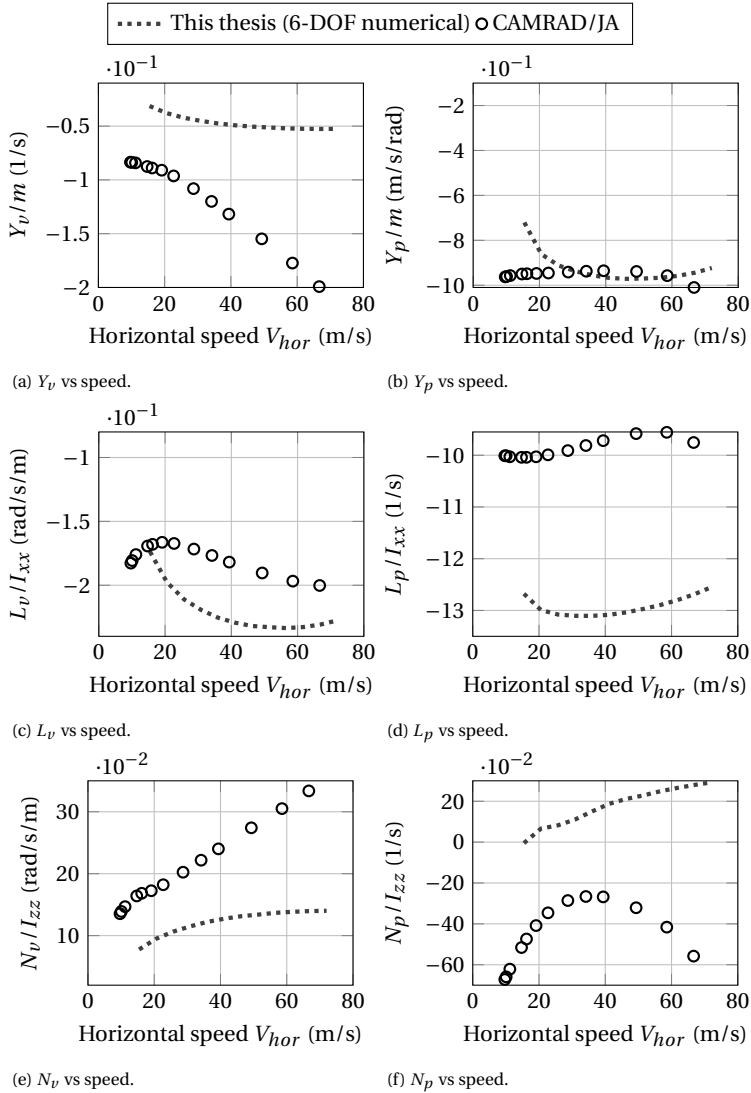 This thesis (6-DOF numerical) CAMRAD/JA
·10⁻¹
−0.5
−1
−1.5
−2
0 20 40 60 80
Y_v/m (1/s)
Horizontal speed V_hor (m/s)
(a) Y_v vs speed.
·10⁻¹
−2
−4
−6
−8
−10
0 20 40 60 80
Y_p/m (m/s/rad)
Horizontal speed V_hor (m/s)
(b) Y_p vs speed.
·10⁻¹
−1
−1.5
−2
0 20 40 60 80
L_v/I_xx (rad/s/m)
Horizontal speed V_hor (m/s)
(c) L_v vs speed.
−10
−11
−12
−13
0 20 40 60 80
L_p/I_xx (1/s)
Horizontal speed V_hor (m/s)
(d) L_p vs speed.
·10⁻²
30
20
10
0 20 40 60 80
N_v/I_zz (rad/s/m)
Horizontal speed V_hor (m/s)
(e) N_v vs speed.
·10⁻²
20
0
−20
−40
−60
0 20 40 60 80
N_p/I_zz (1/s)
Horizontal speed V_hor (m/s)
(f) N_p vs speed.